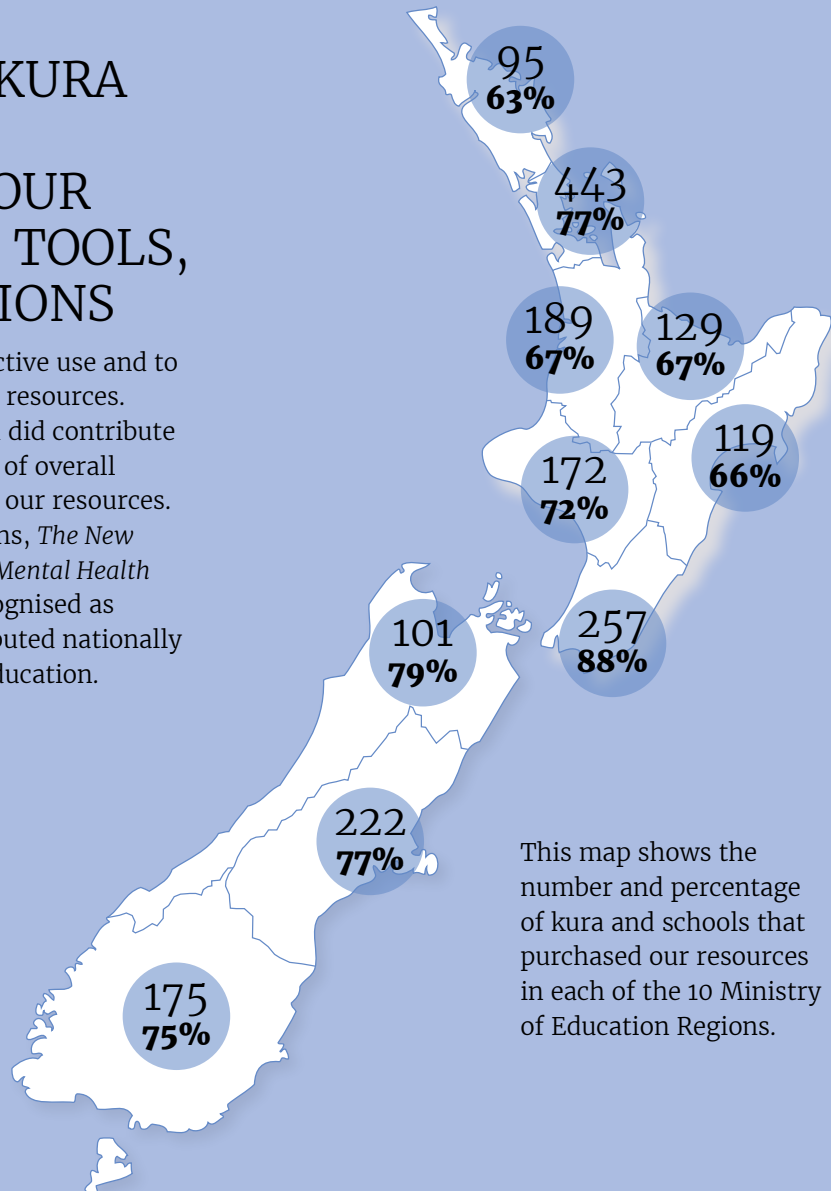 KURA
OUR
TOOLS,
IONS
ctive use and to
resources.
did contribute
of overall
our resources.
ns, The New
Mental Health
ognised as
buted nationally
ducation.
95
63%
443
77%
189
67%
129
67%
119
66%
172
72%
257
88%
101
79%
222
77%
175
75%
This map shows the
number and percentage
of kura and schools that
purchased our resources
in each of the 10 Ministry
of Education Regions.